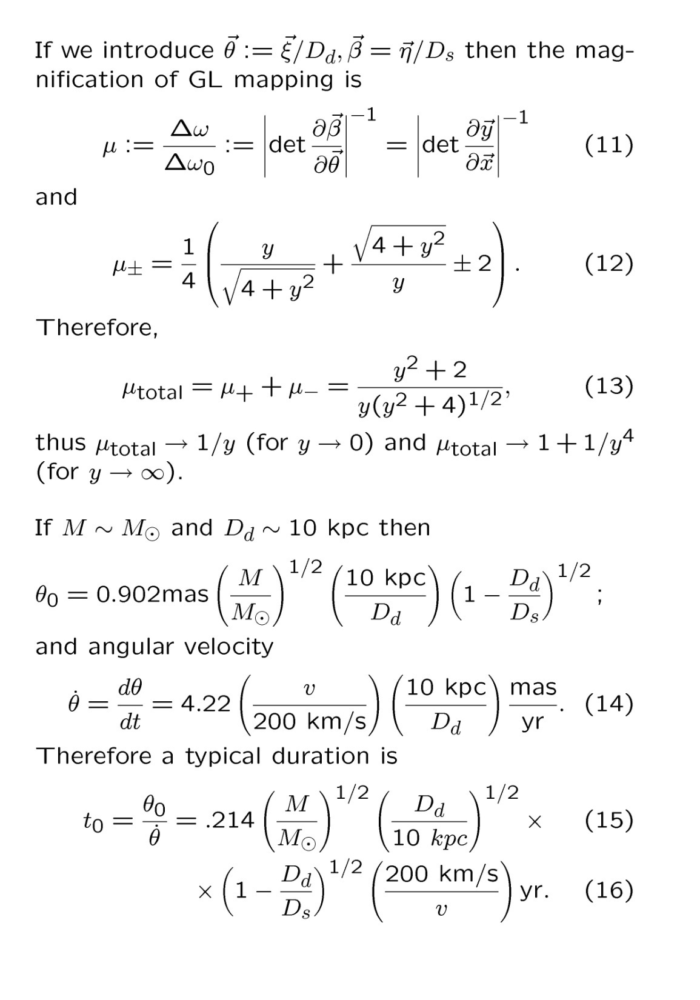 If we introduce $\vec{\theta} := \vec{\xi}/D_d, \vec{\beta} = \vec{\eta}/D_s$ then the mag-
nification of GL mapping is
$\mu := \frac{\Delta\omega}{\Delta\omega_0} := \left|\det \frac{\partial\vec{\beta}}{\partial\vec{\theta}}\right|^{-1} = \left|\det \frac{\partial\vec{y}}{\partial\vec{x}}\right|^{-1}$ (11)
and
$\mu_{\pm} = \frac{1}{4}\left(\frac{y}{\sqrt{4+y^2}} + \frac{\sqrt{4+y^2}}{y} \pm 2\right).$ (12)
Therefore,
$\mu_{\text{total}} = \mu_+ + \mu_- = \frac{y^2+2}{y(y^2+4)^{1/2}},$ (13)
thus $\mu_{\text{total}} \to 1/y$ (for $y \to 0$) and $\mu_{\text{total}} \to 1+1/y^4$
(for $y \to \infty$).
If $M \sim M_\odot$ and $D_d \sim 10$ kpc then
$\theta_0 = 0.902\text{mas}\left(\frac{M}{M_\odot}\right)^{1/2}\left(\frac{10\text{ kpc}}{D_d}\right)\left(1-\frac{D_d}{D_s}\right)^{1/2};$
and angular velocity
$\dot{\theta} = \frac{d\theta}{dt} = 4.22\left(\frac{v}{200\text{ km/s}}\right)\left(\frac{10\text{ kpc}}{D_d}\right)\frac{\text{mas}}{\text{yr}}.$ (14)
Therefore a typical duration is
$t_0 = \frac{\theta_0}{\dot{\theta}} = .214\left(\frac{M}{M_\odot}\right)^{1/2}\left(\frac{D_d}{10\ kpc}\right)^{1/2} \times$ (15)
$\times\left(1-\frac{D_d}{D_s}\right)^{1/2}\left(\frac{200\text{ km/s}}{v}\right)\text{yr}.$ (16)